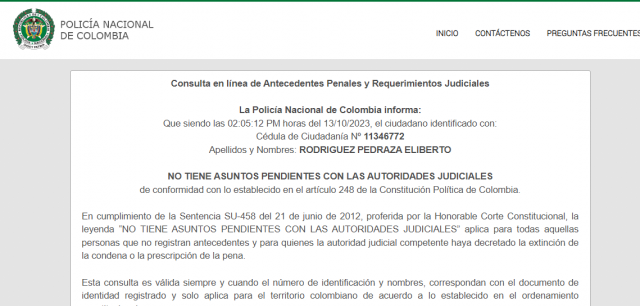 POLICÍA NACIONAL
DE COLOMBIA
INICIO CONTÁCTENOS PREGUNTAS FRECUENTES
Consulta en línea de Antecedentes Penales y Requerimientos Judiciales
La Policía Nacional de Colombia informa:
Que siendo las 02:05:12 PM horas del 13/10/2023, el ciudadano identificado con:
Cédula de Ciudadanía Nº 11346772
Apellidos y Nombres: RODRIGUEZ PEDRAZA ELIBERTO
NO TIENE ASUNTOS PENDIENTES CON LAS AUTORIDADES JUDICIALES
de conformidad con lo establecido en el artículo 248 de la Constitución Política de Colombia.
En cumplimiento de la Sentencia SU-458 del 21 de junio de 2012, proferida por la Honorable Corte Constitucional, la
leyenda "NO TIENE ASUNTOS PENDIENTES CON LAS AUTORIDADES JUDICIALES" aplica para todas aquellas
personas que no registran antecedentes y para quienes la autoridad judicial competente haya decretado la extinción de
la condena o la prescripción de la pena.
Esta consulta es válida siempre y cuando el número de identificación y nombres, correspondan con el documento de
identidad registrado y solo aplica para el territorio colombiano de acuerdo a lo establecido en el ordenamiento